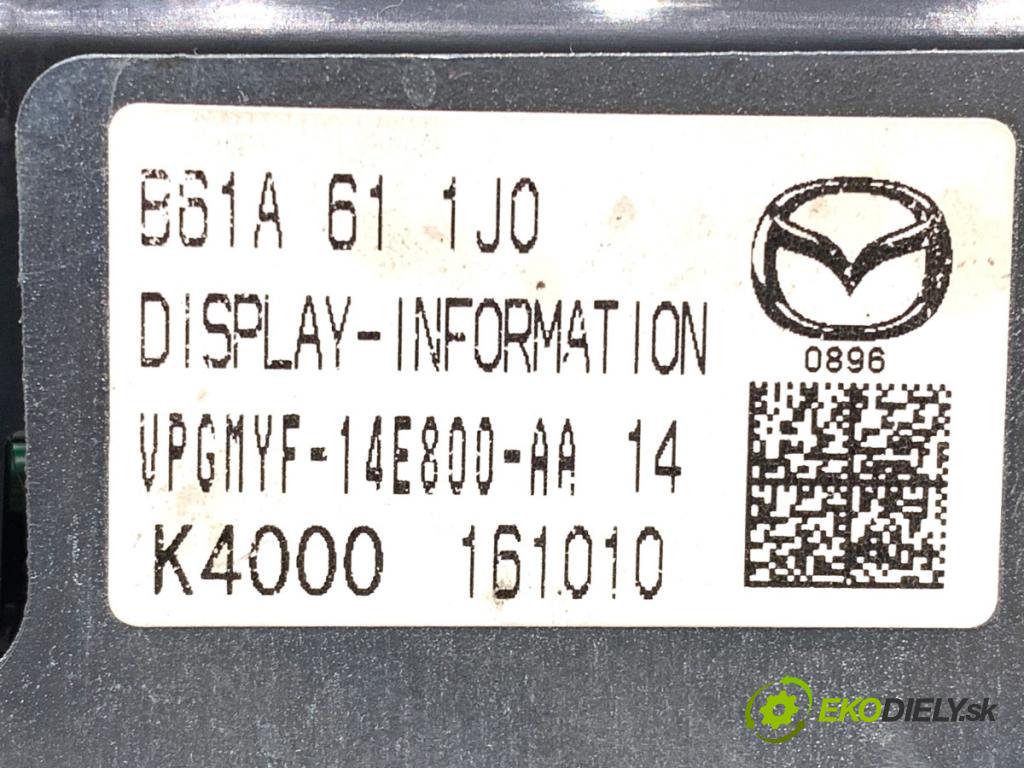 B61A 61 1J0
DISPLAY-INFORMATION
0896
VPGMYF-14E800-AA 14
K4000 161010
EKODIELY.sk